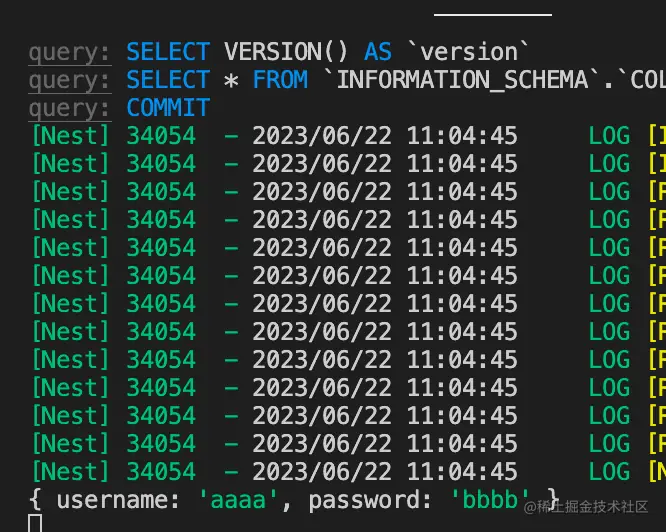 query: SELECT VERSION() AS `version`
query: SELECT * FROM `INFORMATION_SCHEMA`.`COL
query: COMMIT
[Nest] 34054  - 2023/06/22 11:04:45     LOG [I
[Nest] 34054  - 2023/06/22 11:04:45     LOG [I
[Nest] 34054  - 2023/06/22 11:04:45     LOG [R
[Nest] 34054  - 2023/06/22 11:04:45     LOG [R
[Nest] 34054  - 2023/06/22 11:04:45     LOG [R
[Nest] 34054  - 2023/06/22 11:04:45     LOG [R
[Nest] 34054  - 2023/06/22 11:04:45     LOG [R
[Nest] 34054  - 2023/06/22 11:04:45     LOG [R
[Nest] 34054  - 2023/06/22 11:04:45     LOG [R
[Nest] 34054  - 2023/06/22 11:04:45     LOG [R
[Nest] 34054  - 2023/06/22 11:04:45     LOG [R
[Nest] 34054  - 2023/06/22 11:04:45     LOG [R
[Nest] 34054  - 2023/06/22 11:04:45     LOG [N
{ username: 'aaaa', password: 'bbbb' }
@稀土掘金技术社区